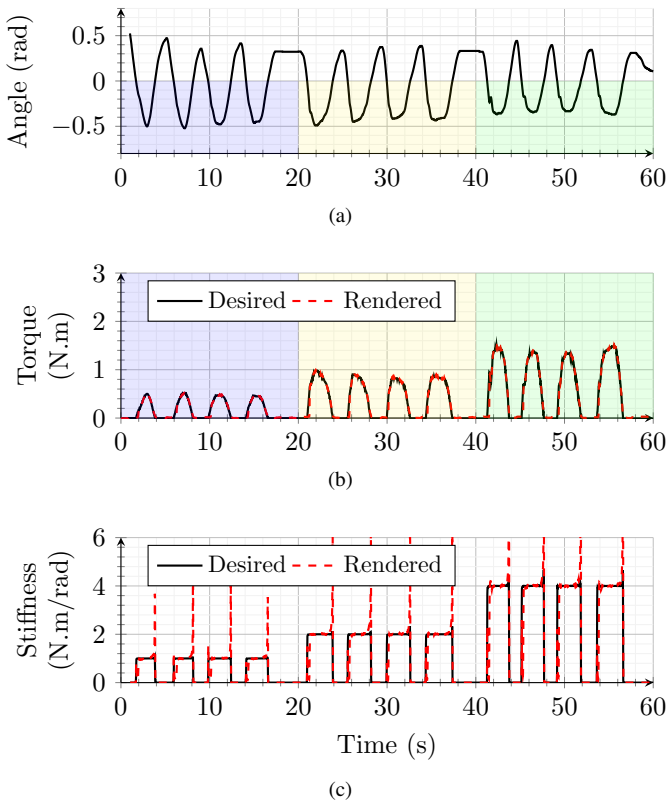 Angle (rad)
0.5
0
−0.5
0 10 20 30 40 50 60
(a)
Torque
(N.m)
3
2
1
0
Desired Rendered
0 10 20 30 40 50 60
(b)
Stiffness
(N.m/rad)
6
4
2
0
Desired Rendered
0 10 20 30 40 50 60
Time (s)
(c)